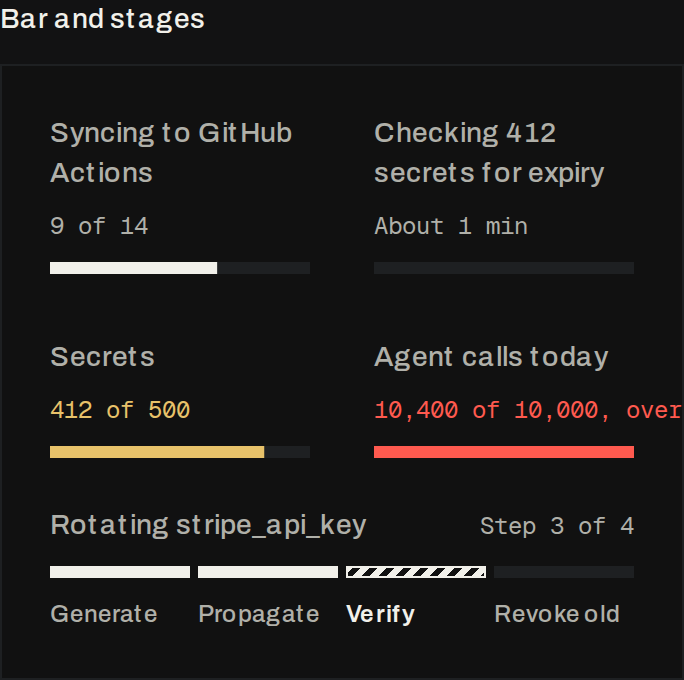 Bar and stages
Syncing to GitHub
Actions
9 of 14
Checking 412
secrets for expiry
About 1 min
Secrets
412 of 500
Agent calls today
10,400 of 10,000, over
Rotating stripe_api_key
Step 3 of 4
Generate
Propagate
Verify
Revoke old